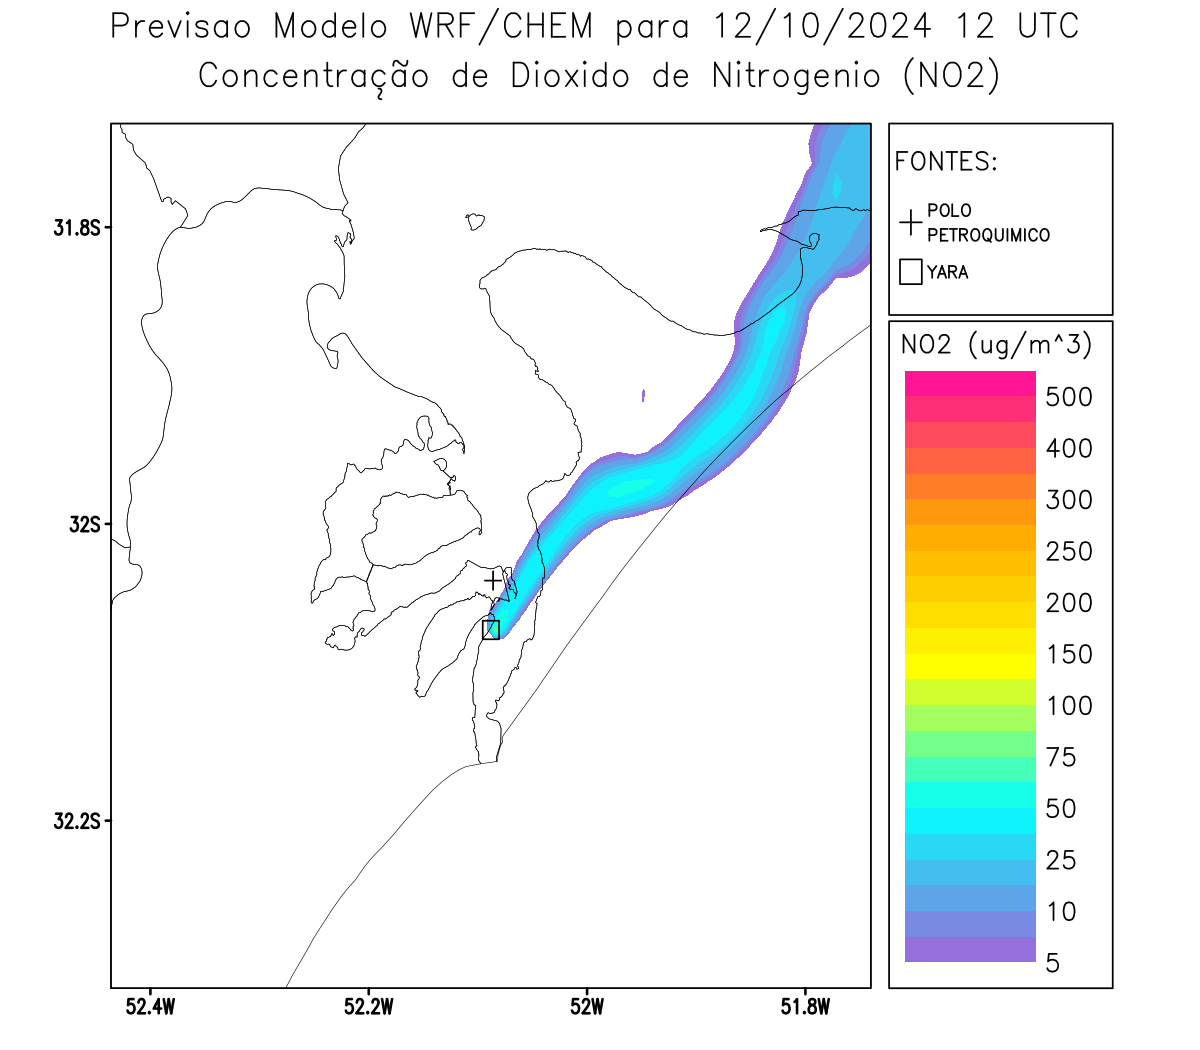 Previsao Modelo WRF/CHEM para 12/10/2024 12 UTC
Concentração de Dioxido de Nitrogenio (NO2)
FONTES:
POLO
PETROQUIMICO
YARA
NO2 (ug/m^3)
500
400
300
250
200
150
100
75
50
25
10
5
31.8S
32S
32.2S
52.4W
52.2W
52W
51.8W